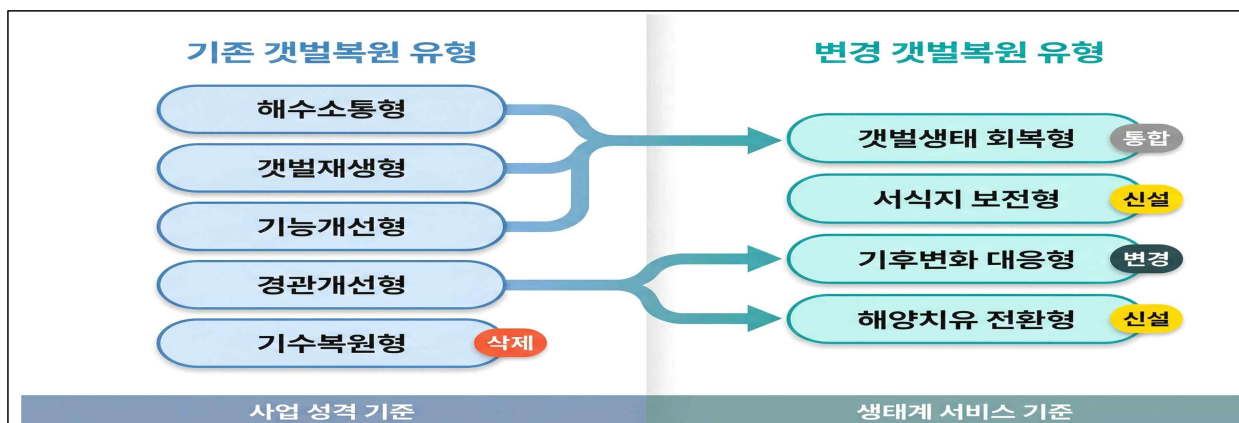 기존 갯벌복원 유형
해수소통형
갯벌재생형
기능개선형
경관개선형
기수복원형 삭제
사업 성격 기준
변경 갯벌복원 유형
갯벌생태 회복형 통합
서식지 보전형 신설
기후변화 대응형 변경
해양치유 전환형 신설
생태계 서비스 기준